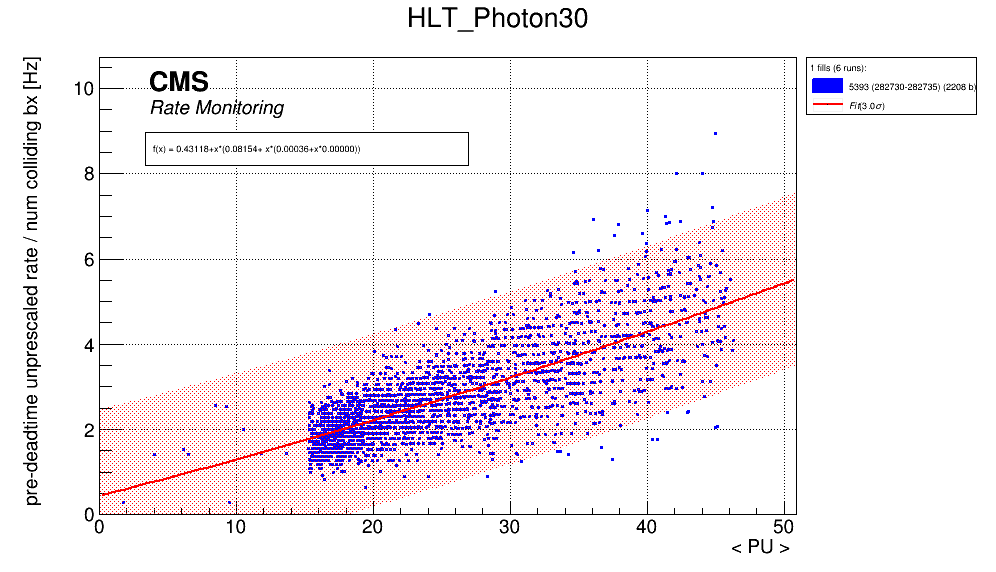 HLT_Photon30
pre-deadtime unprescaled rate / num colliding bx [Hz]
CMS
Rate Monitoring
f(x) = 0.43118+x*(0.08154+ x*(0.00036+x*0.00000))
10
8
6
4
2
0
0 10 20 30 40 50
< PU >
1 fills (6 runs):
5393 (282730-282735) (2208 b)
Fit(3.0σ)